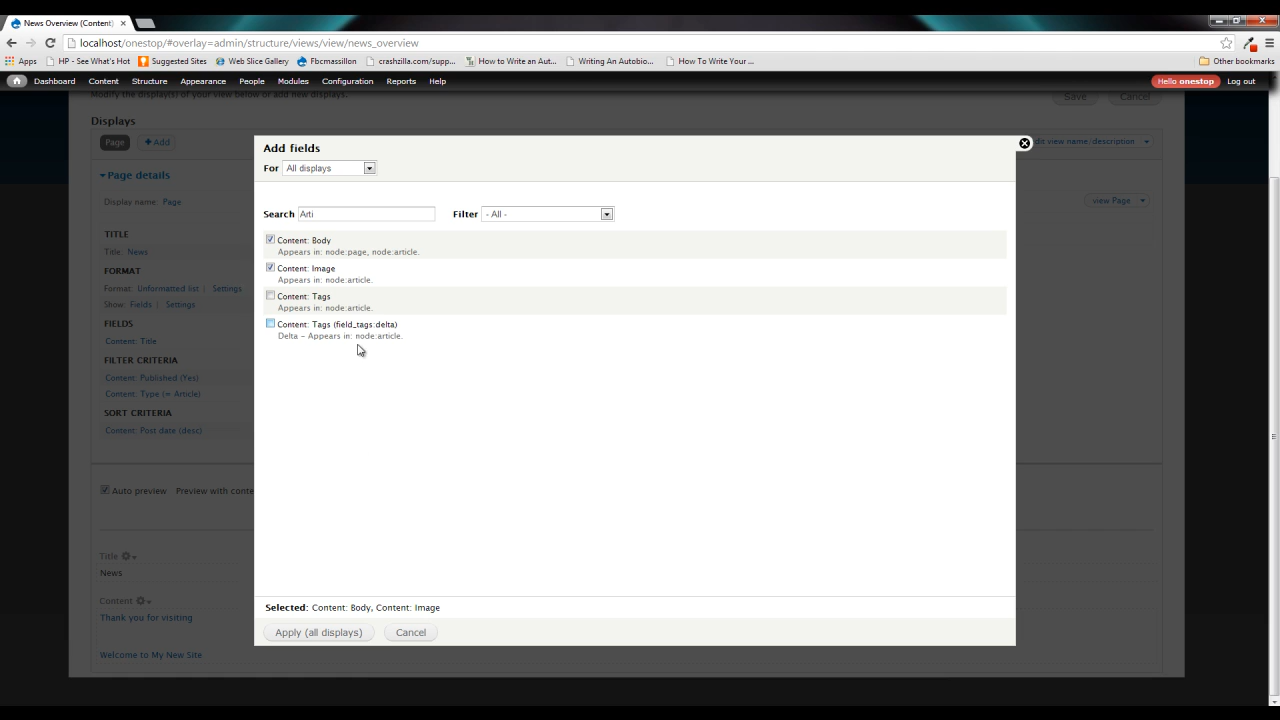 News Overview (Content)
localhost/onestop/#overlay=admin/structure/views/view/news_overview
Apps HP - See What's Hot Suggested Sites Web Slice Gallery Fbcmassillon crashzilla.com/supp... How to Write an Aut... Writing An Autobio... How To Write Your ... Other bookmarks
Dashboard Content Structure Appearance People Modules Configuration Reports Help Hello onestop Log out
Modify the display(s) of your view below or add new displays. Save Cancel
Displays
Page Add dit view name/description
Page details
Display name: Page view Page
TITLE
Title: News
FORMAT
Format: Unformatted list | Settings
Show: Fields | Settings
FIELDS
Content: Title
FILTER CRITERIA
Content: Published (Yes)
Content: Type (= Article)
SORT CRITERIA
Content: Post date (desc)
Auto preview Preview with conte
Title
News
Content
Thank you for visiting
Welcome to My New Site
Add fields
For All displays
Search Arti Filter - All -
Content: Body
Appears in: node:page, node:article.
Content: Image
Appears in: node:article.
Content: Tags
Appears in: node:article.
Content: Tags (field_tags:delta)
Delta - Appears in: node:article.
Selected: Content: Body, Content: Image
Apply (all displays) Cancel